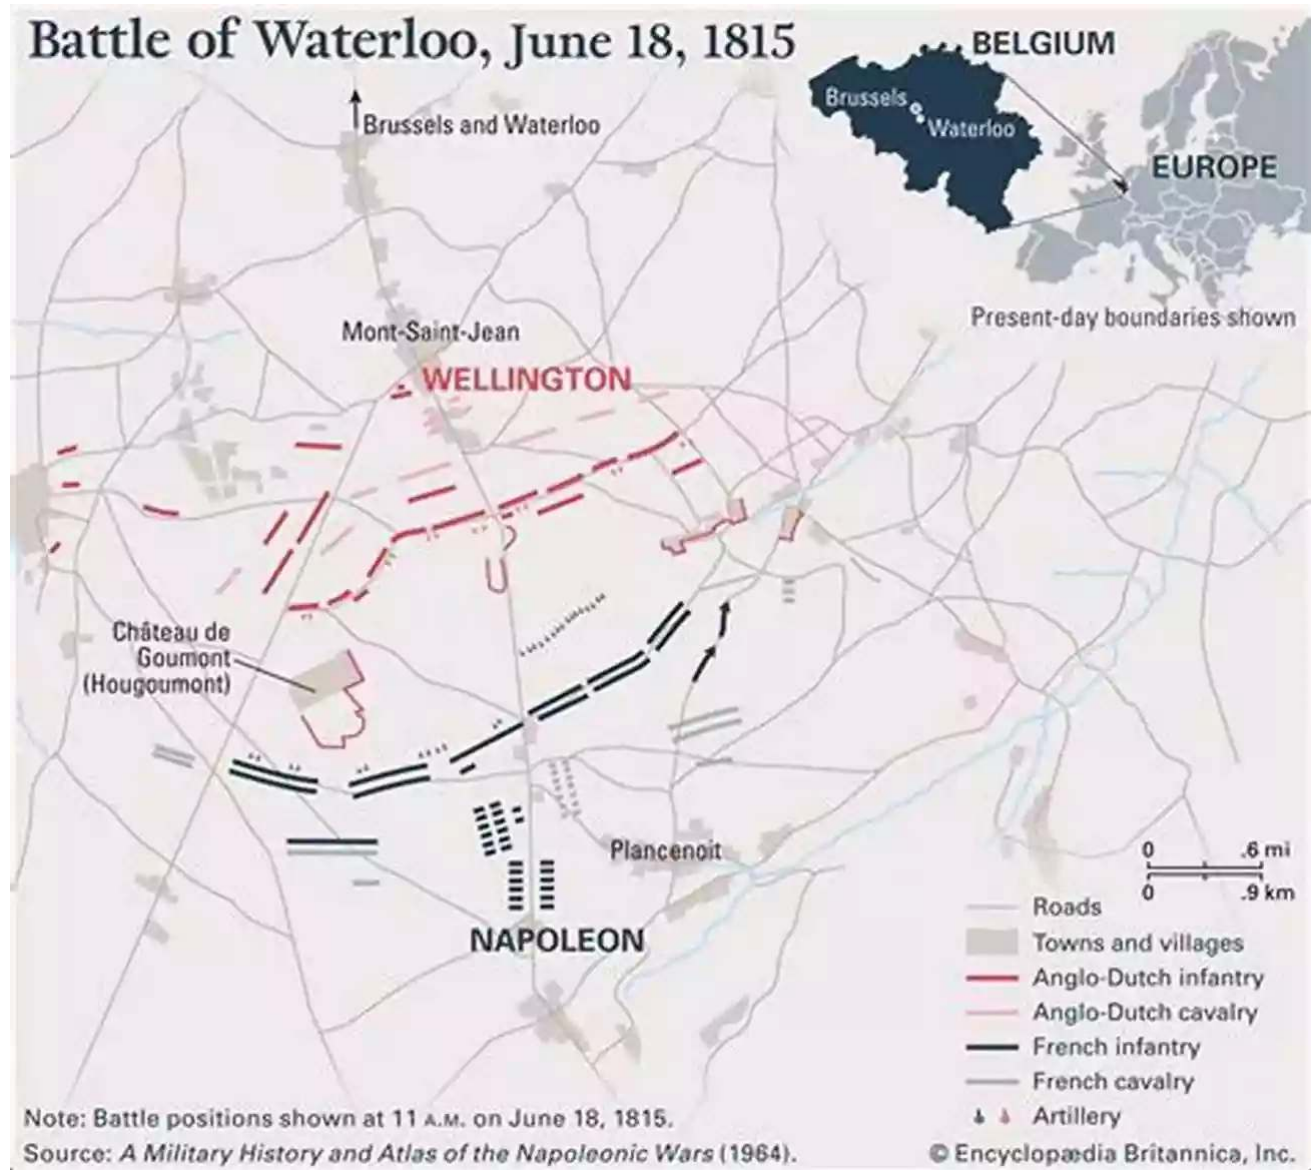 Battle of Waterloo, June 18, 1815
BELGIUM
Brussels
Waterloo
EUROPE
Present-day boundaries shown
Brussels and Waterloo
Mont-Saint-Jean
WELLINGTON
Château de
Goumont
(Hougoumont)
Plancenoit
NAPOLEON
0 .6 mi
0 .9 km
Roads
Towns and villages
Anglo-Dutch infantry
Anglo-Dutch cavalry
French infantry
French cavalry
Artillery
Note: Battle positions shown at 11 A.M. on June 18, 1815.
Source: A Military History and Atlas of the Napoleonic Wars (1964).
© Encyclopædia Britannica, Inc.